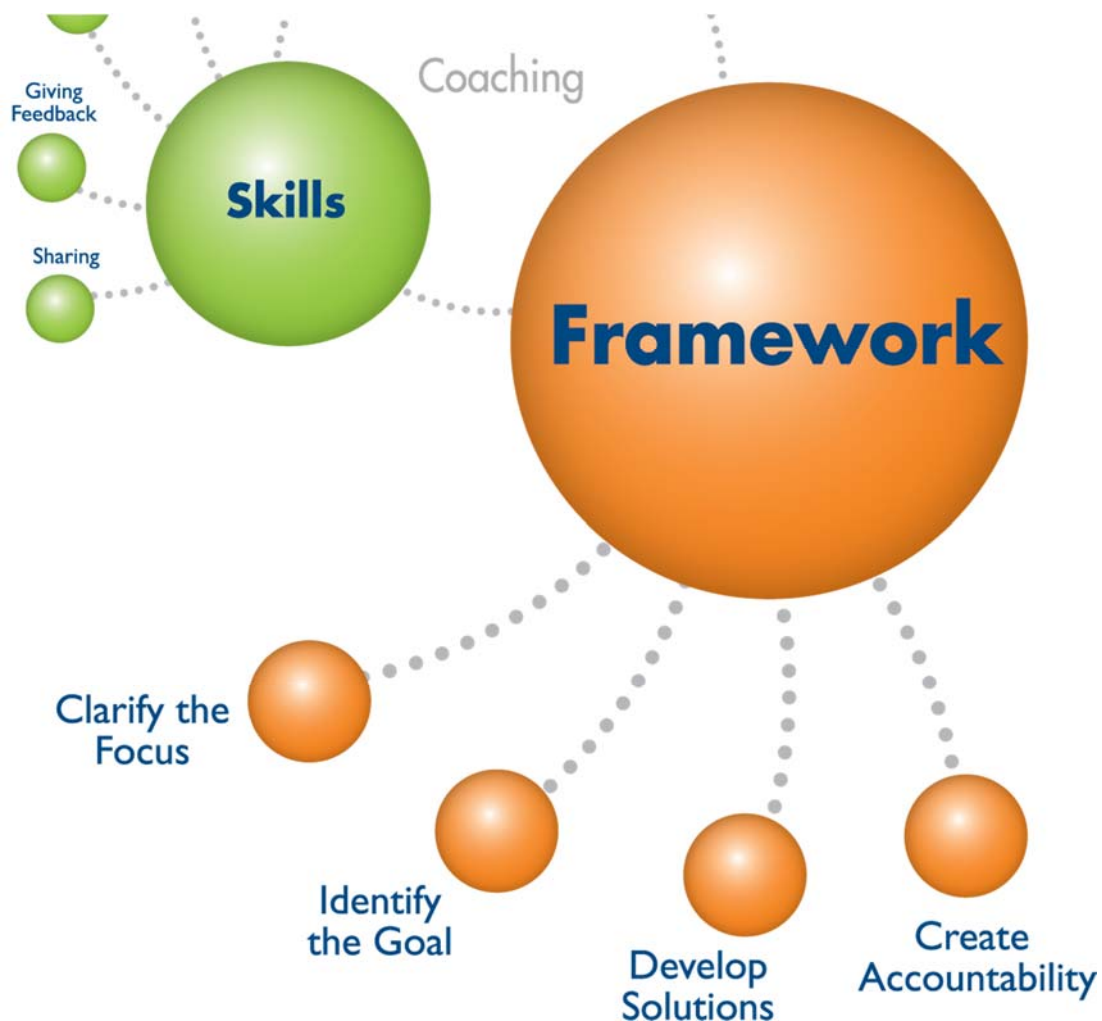 Coaching
Giving
Feedback
Skills
Sharing
Framework
Clarify the
Focus
Identify
the Goal
Develop
Solutions
Create
Accountability